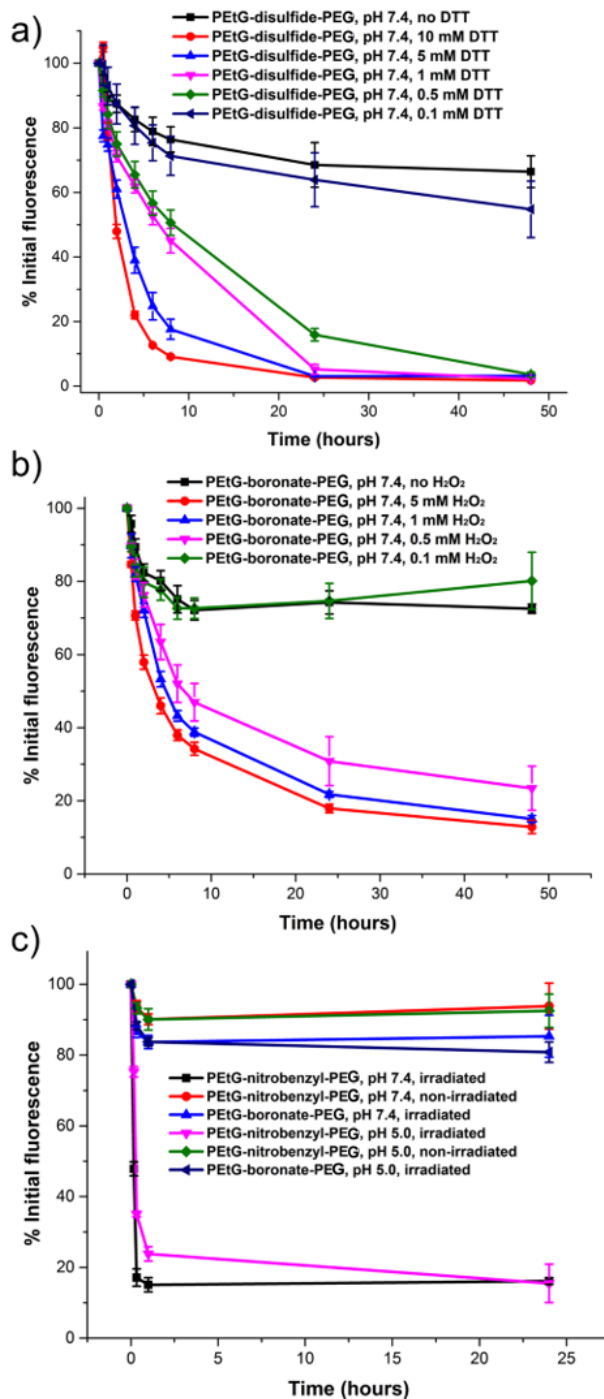 a)
PEtG-disulfide-PEG, pH 7.4, no DTT
PEtG-disulfide-PEG, pH 7.4, 10 mM DTT
PEtG-disulfide-PEG, pH 7.4, 5 mM DTT
PEtG-disulfide-PEG, pH 7.4, 1 mM DTT
PEtG-disulfide-PEG, pH 7.4, 0.5 mM DTT
PEtG-disulfide-PEG, pH 7.4, 0.1 mM DTT
100
80
60
40
20
0
% Initial fluorescence
0 10 20 30 40 50
Time (hours)
b)
PEtG-boronate-PEG, pH 7.4, no H₂O₂
PEtG-boronate-PEG, pH 7.4, 5 mM H₂O₂
PEtG-boronate-PEG, pH 7.4, 1 mM H₂O₂
PEtG-boronate-PEG, pH 7.4, 0.5 mM H₂O₂
PEtG-boronate-PEG, pH 7.4, 0.1 mM H₂O₂
100
80
60
40
20
0
% Initial fluorescence
0 10 20 30 40 50
Time (hours)
c)
100
80
60
40
20
0
% Initial fluorescence
PEtG-nitrobenzyl-PEG, pH 7.4, irradiated
PEtG-nitrobenzyl-PEG, pH 7.4, non-irradiated
PEtG-boronate-PEG, pH 7.4, irradiated
PEtG-nitrobenzyl-PEG, pH 5.0, irradiated
PEtG-nitrobenzyl-PEG, pH 5.0, non-irradiated
PEtG-boronate-PEG, pH 5.0, irradiated
0 5 10 15 20 25
Time (hours)